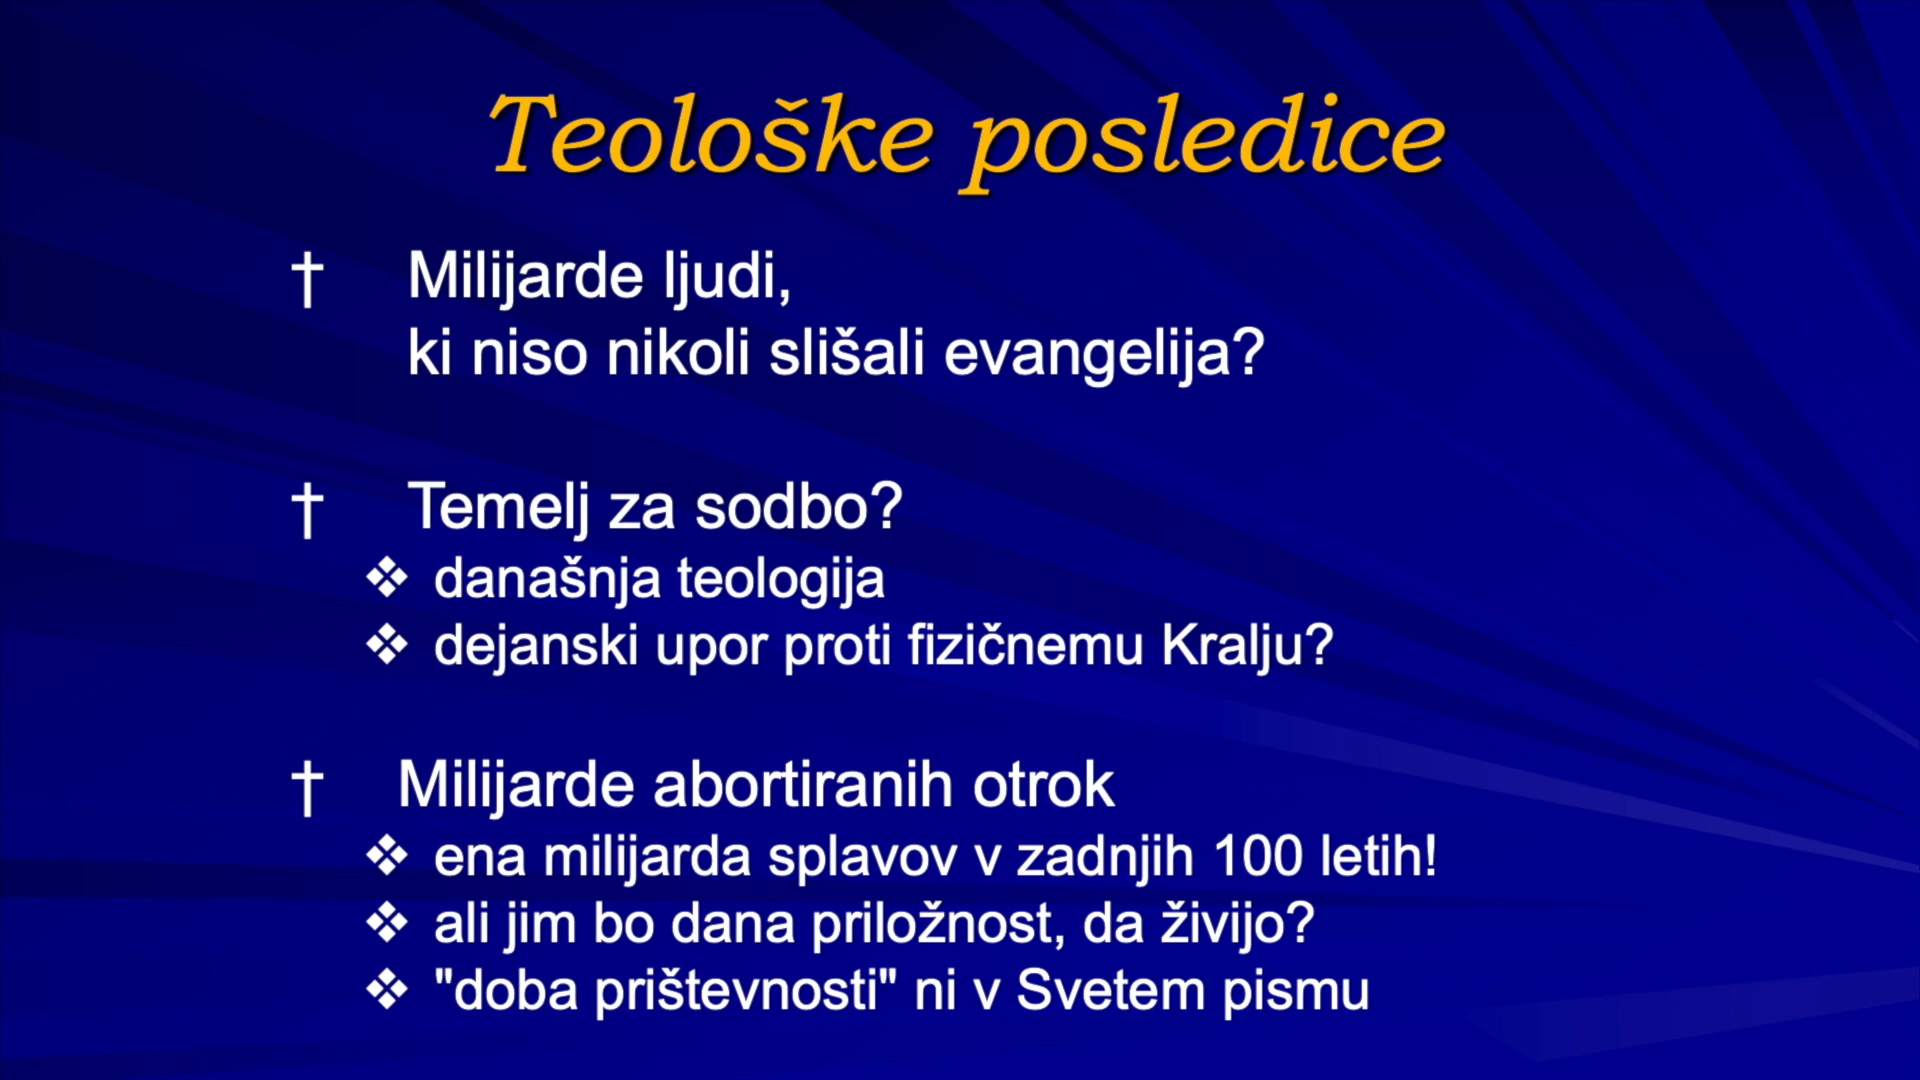 Teološke posledice
† Milijarde ljudi,
ki niso nikoli slišali evangelija?
† Temelj za sodbo?
❖ današnja teologija
❖ dejanski upor proti fizičnemu Kralju?
† Milijarde abortiranih otrok
❖ ena milijarda splavov v zadnjih 100 letih!
❖ ali jim bo dana priložnost, da živijo?
❖ "doba prištevnosti" ni v Svetem pismu